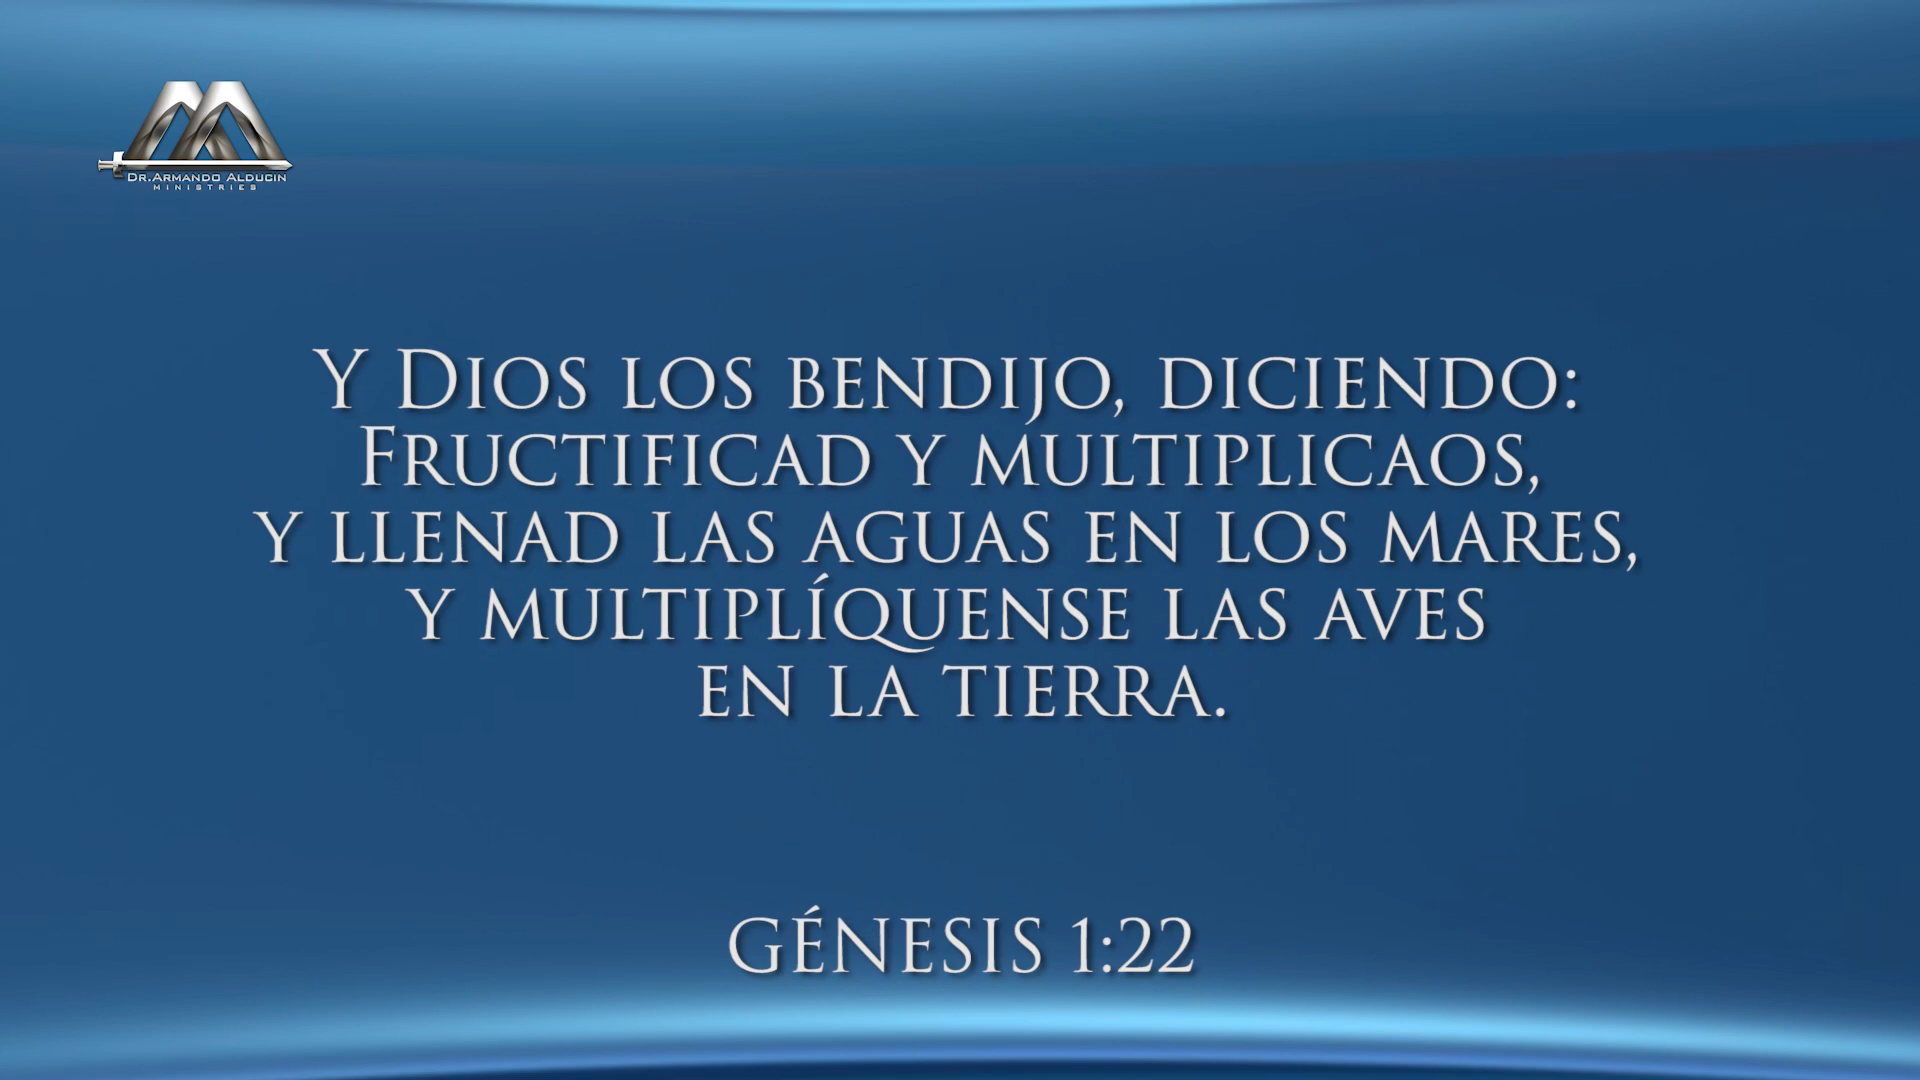 Dr. Armando Alducin
MINISTRIES
Y Dios los bendijo, diciendo:
Fructificad y multiplicaos,
y llenad las aguas en los mares,
y multiplíquense las aves
en la tierra.
GÉNESIS 1:22